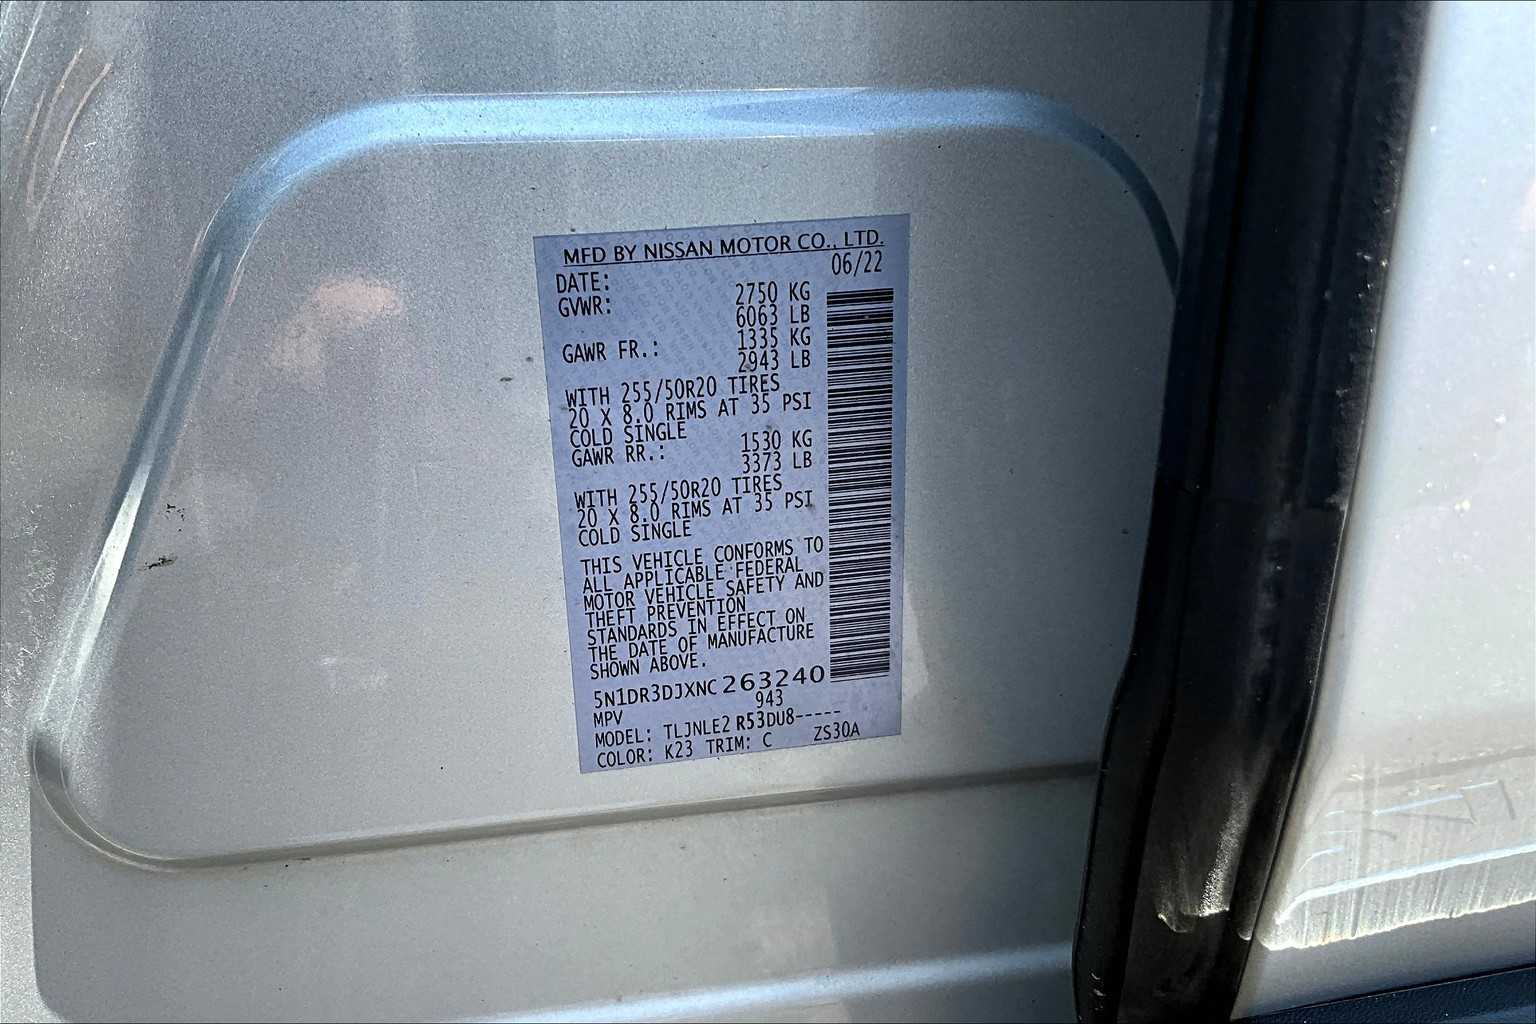 MFD BY NISSAN MOTOR CO., LTD.
DATE: 06/22
GVWR: 2750 KG
6063 LB
GAWR FR.: 1335 KG
2943 LB
WITH 255/50R20 TIRES
20 X 8.0 RIMS AT 35 PSI
COLD SINGLE
GAWR RR.: 1530 KG
3373 LB
WITH 255/50R20 TIRES
20 X 8.0 RIMS AT 35 PSI
COLD SINGLE
THIS VEHICLE CONFORMS TO
ALL APPLICABLE FEDERAL
MOTOR VEHICLE SAFETY AND
THEFT PREVENTION
STANDARDS IN EFFECT ON
THE DATE OF MANUFACTURE
SHOWN ABOVE.
5N1DR3DJXNC263240
MPV 943
MODEL: TLJNLE2 R53DU8-----
COLOR: K23 TRIM: C ZS30A